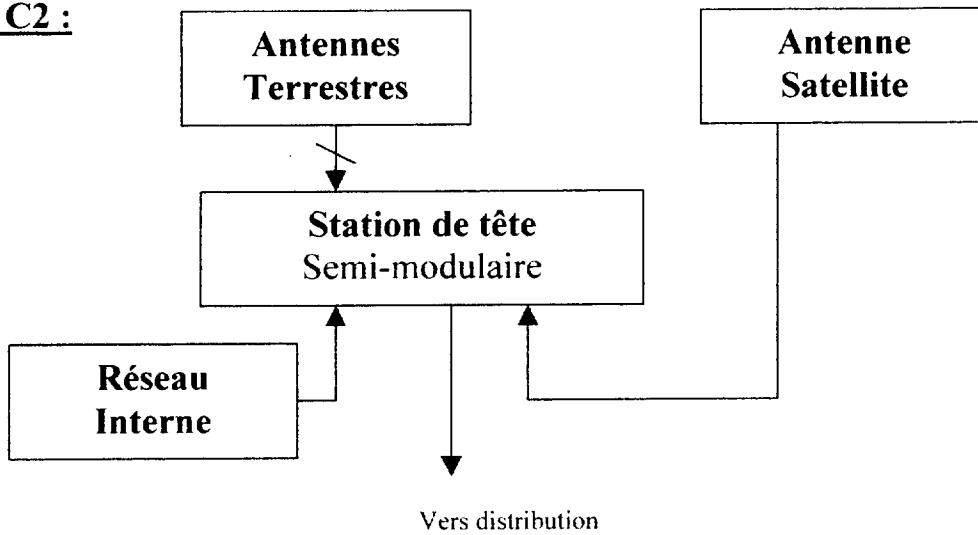 C2 :
Antennes
Terrestres
Antenne
Satellite
Station de tête
Semi-modulaire
Réseau
Interne
Vers distribution